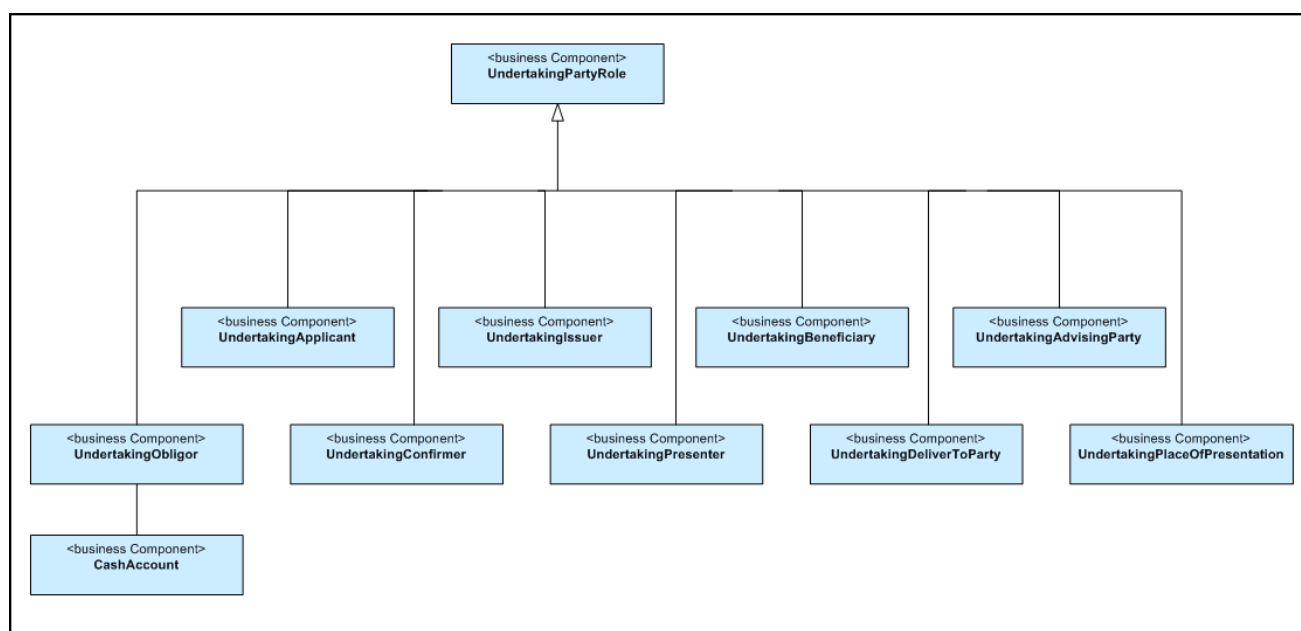 <business Component>
UndertakingPartyRole
<business Component>
UndertakingApplicant
<business Component>
UndertakingIssuer
<business Component>
UndertakingBeneficiary
<business Component>
UndertakingAdvisingParty
<business Component>
UndertakingObligor
<business Component>
UndertakingConfirmer
<business Component>
UndertakingPresenter
<business Component>
UndertakingDeliverToParty
<business Component>
UndertakingPlaceOfPresentation
<business Component>
CashAccount